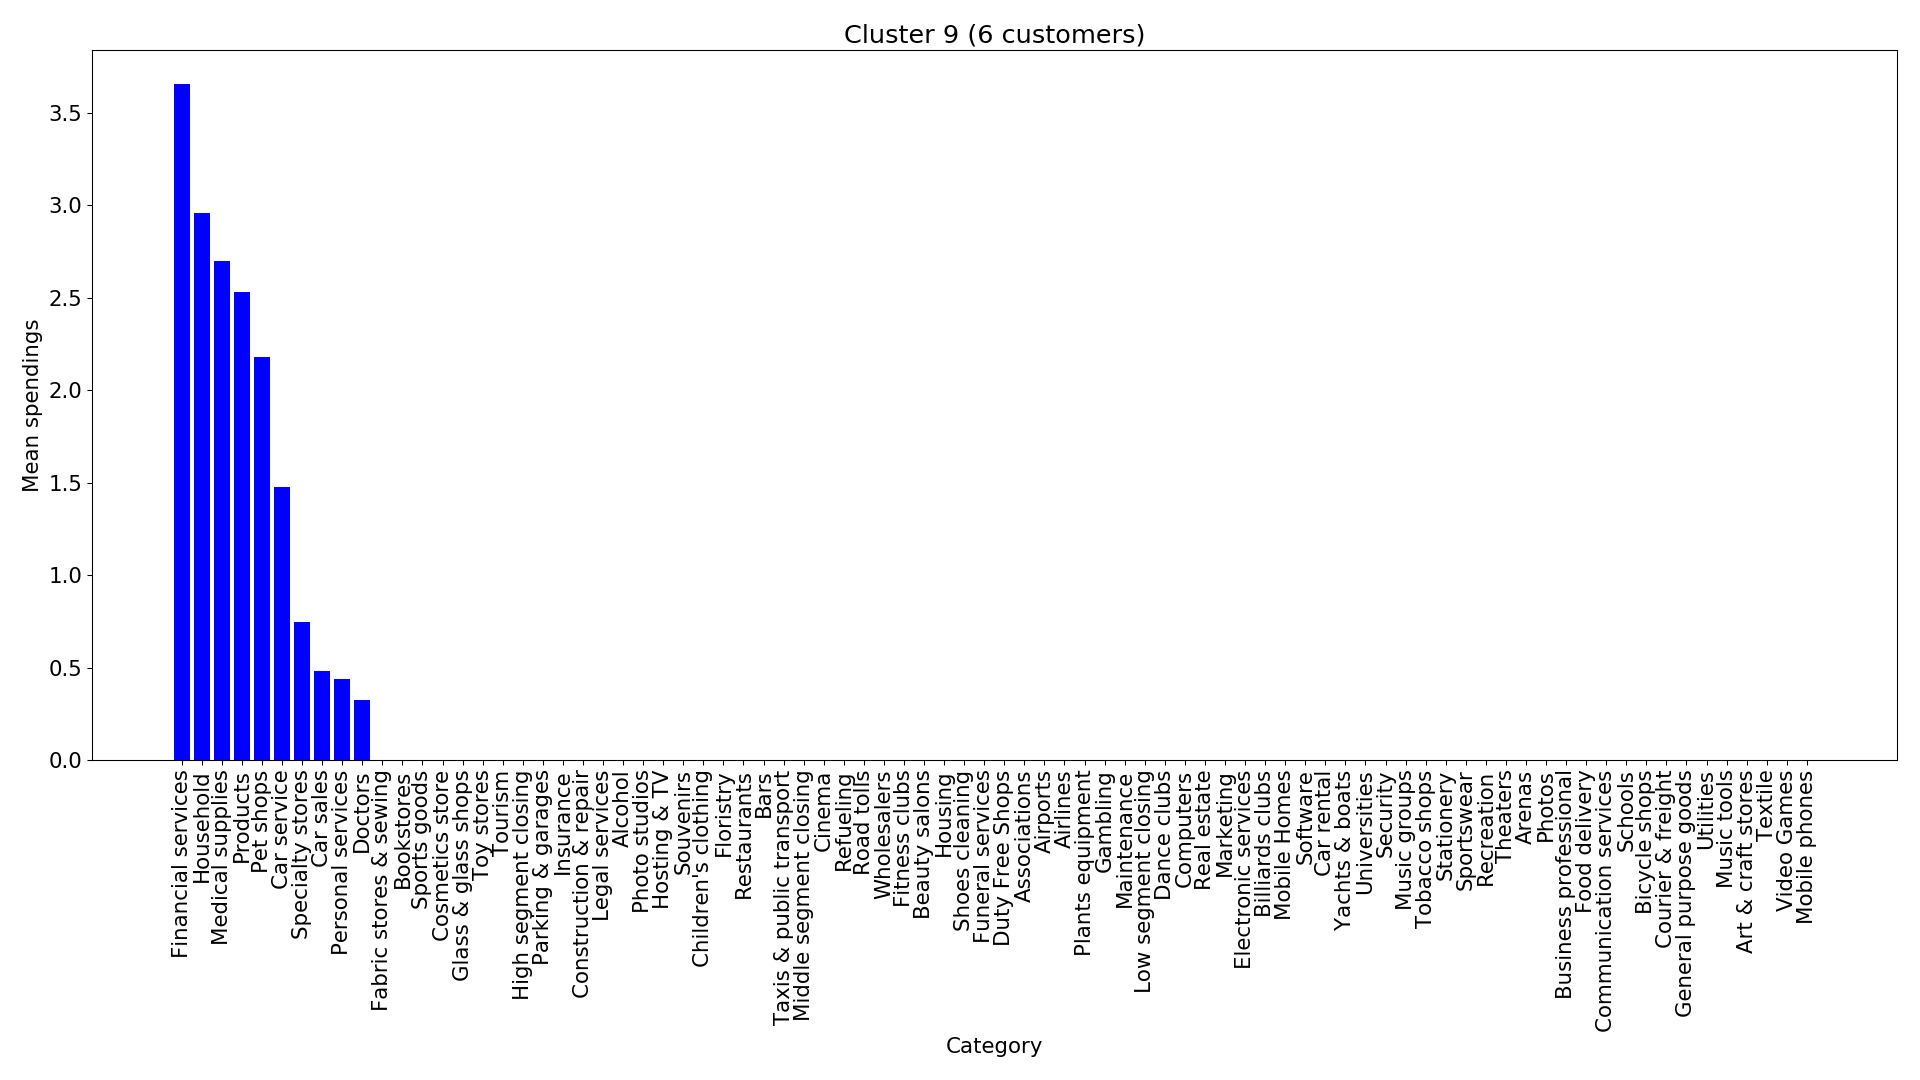 Cluster 9 (6 customers)
Mean spendings
3.5
3.0
2.5
2.0
1.5
1.0
0.5
0.0
Financial services
Household
Medical supplies
Products
Pet shops
Car service
Specialty stores
Car sales
Personal services
Doctors
Fabric stores & sewing
Bookstores
Sports goods
Cosmetics store
Glass & glass shops
Toy stores
Tourism
High segment closing
Parking & garages
Insurance
Construction & repair
Legal services
Alcohol
Photo studios
Hosting & TV
Souvenirs
Children's clothing
Floristry
Restaurants
Bars
Taxis & public transport
Middle segment closing
Cinema
Refueling
Road tolls
Wholesalers
Fitness clubs
Beauty salons
Housing
Shoes cleaning
Funeral services
Duty Free Shops
Associations
Airports
Airlines
Plants equipment
Gambling
Maintenance
Low segment closing
Dance clubs
Computers
Real estate
Marketing
Electronic services
Billiards clubs
Mobile Homes
Software
Car rental
Yachts & boats
Universities
Security
Music groups
Tobacco shops
Stationery
Sportswear
Recreation
Theaters
Arenas
Photos
Business professional
Food delivery
Communication services
Schools
Bicycle shops
Courier & freight
General purpose goods
Utilities
Music tools
Art & craft stores
Textile
Video Games
Mobile phones
Category